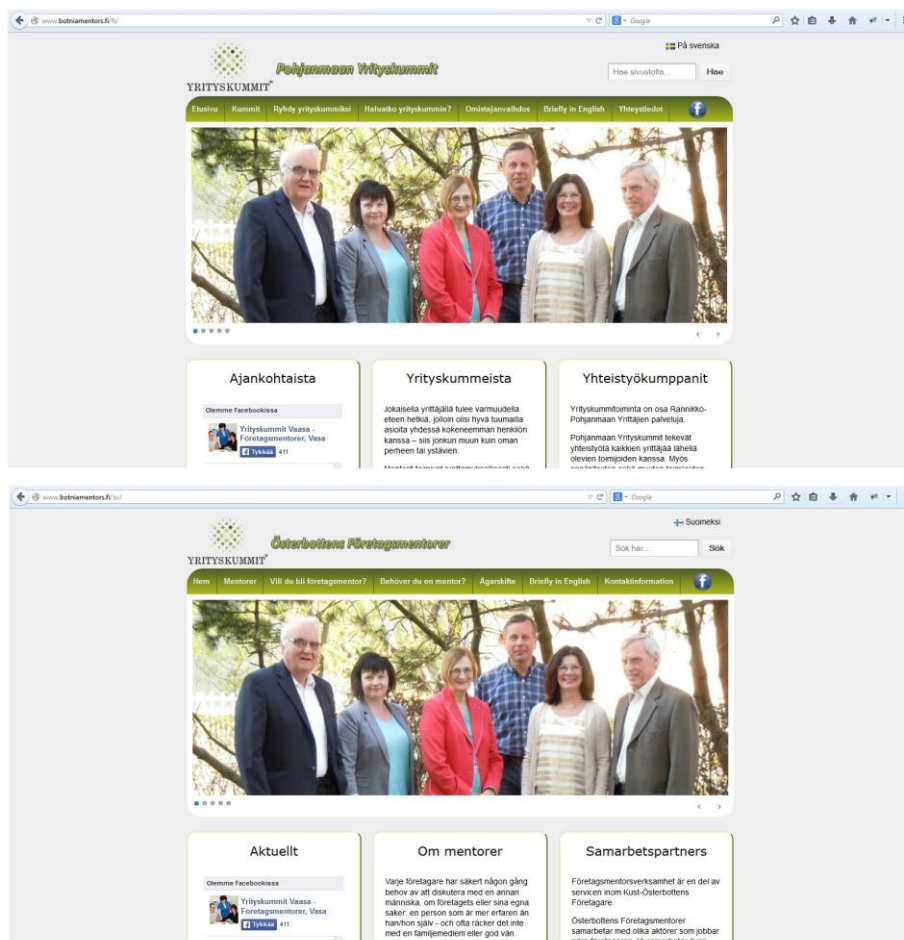 www.botniamentors.fi/fi/
Google
På svenska
Pohjanmaan Yrityskummit
Hae sivustolta...
Hae
YRITYSKUMMIT®
Etusivu Kummit Ryhdy yrityskummiksi Haluatko yrityskummin? Omistajanvaihdos Briefly in English Yhteystiedot
Ajankohtaista
Olemme Facebookissa
Yrityskummit Vaasa -
Företagsmentorer, Vasa
Tykkää 411
Yrityskummeista
Jokaisella yrittäjällä tulee varmuudella
eteen hetkiä, jolloin olisi hyvä tuumailla
asioita yhdessä kokeneemman henkilön
kanssa – siis jonkun muun kuin oman
perheen tai ystävien.
Yhteistyökumppanit
Yrityskummitoiminta on osa Rannikko-
Pohjanmaan Yrittäjien palveluja.
Pohjanmaan Yrityskummit tekevät
yhteistyötä kaikkien yrittäjää lähellä
olevien toimijoiden kanssa. Myös
www.botniamentors.fi/sv/
Google
Suomeksi
Österbottens Företagsmentorer
Sök här...
Sök
YRITYSKUMMIT®
Hem Mentorer Vill du bli företagsmentor? Behöver du en mentor? Ägarskifte Briefly in English Kontaktinformation
Aktuellt
Olemme Facebookissa
Yrityskummit Vaasa -
Företagsmentorer, Vasa
Tykkää 411
Om mentorer
Varje företagare har säkert någon gång
behov av att diskutera med en annan
människa, om företagets eller sina egna
saker; en person som är mer erfaren än
han/hon själv - och ofta räcker det inte
med en familjemedlem eller god vän.
Samarbetspartners
Företagsmentorsverksamhet är en del av
servicen inom Kust-Österbottens
Företagare.
Österbottens Företagsmentorer
samarbetar med olika aktörer som jobbar